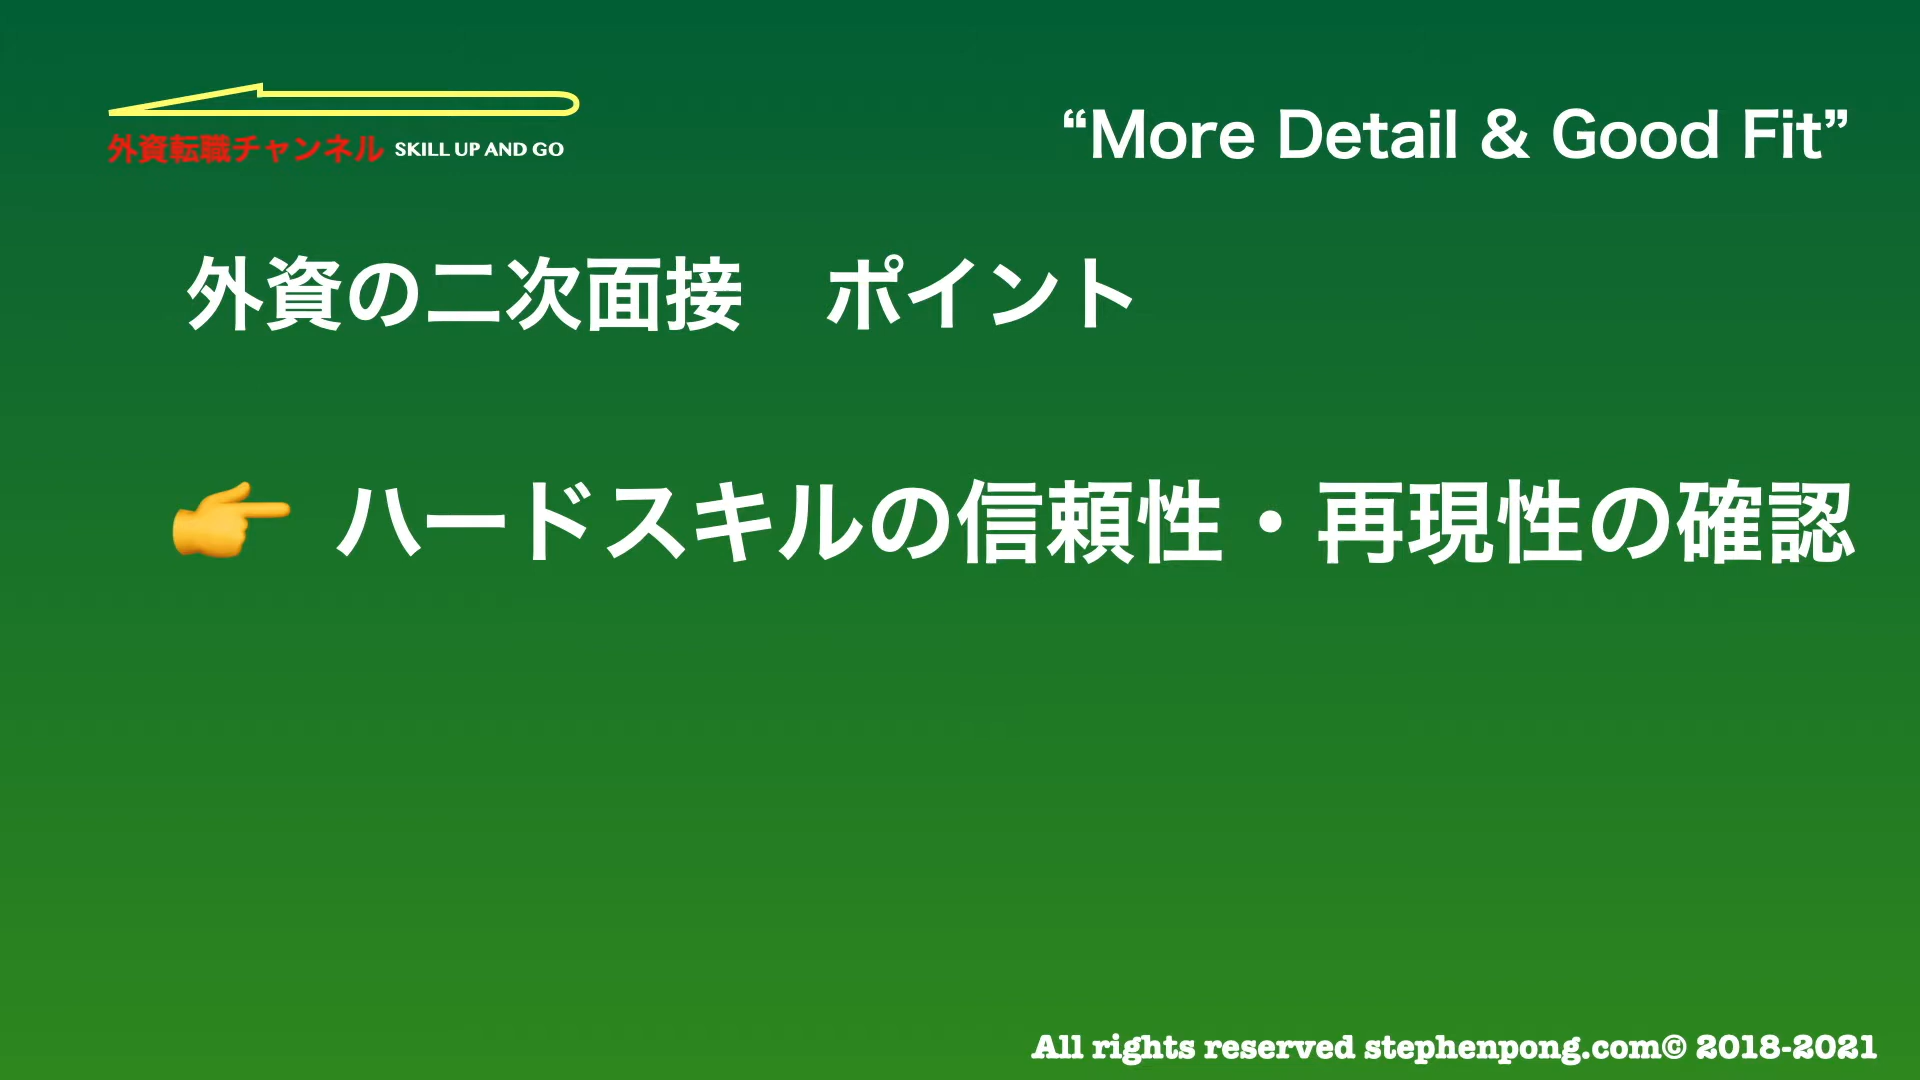 外資転職チャンネル SKILL UP AND GO
“More Detail & Good Fit”
外資の二次面接　ポイント
ハードスキルの信頼性・再現性の確認
All rights reserved stephenpong.com© 2018-2021